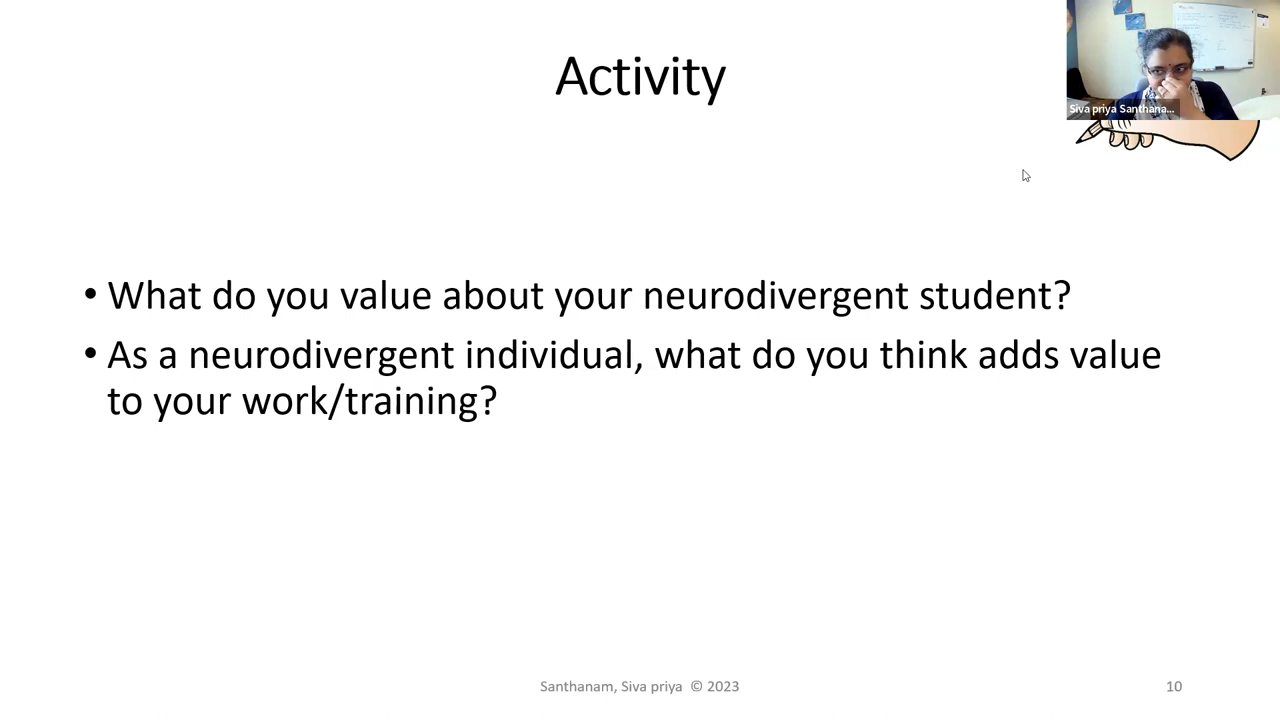 Activity
Siva priya Santhana...
• What do you value about your neurodivergent student?
• As a neurodivergent individual, what do you think adds value
to your work/training?
Santhanam, Siva priya © 2023
10